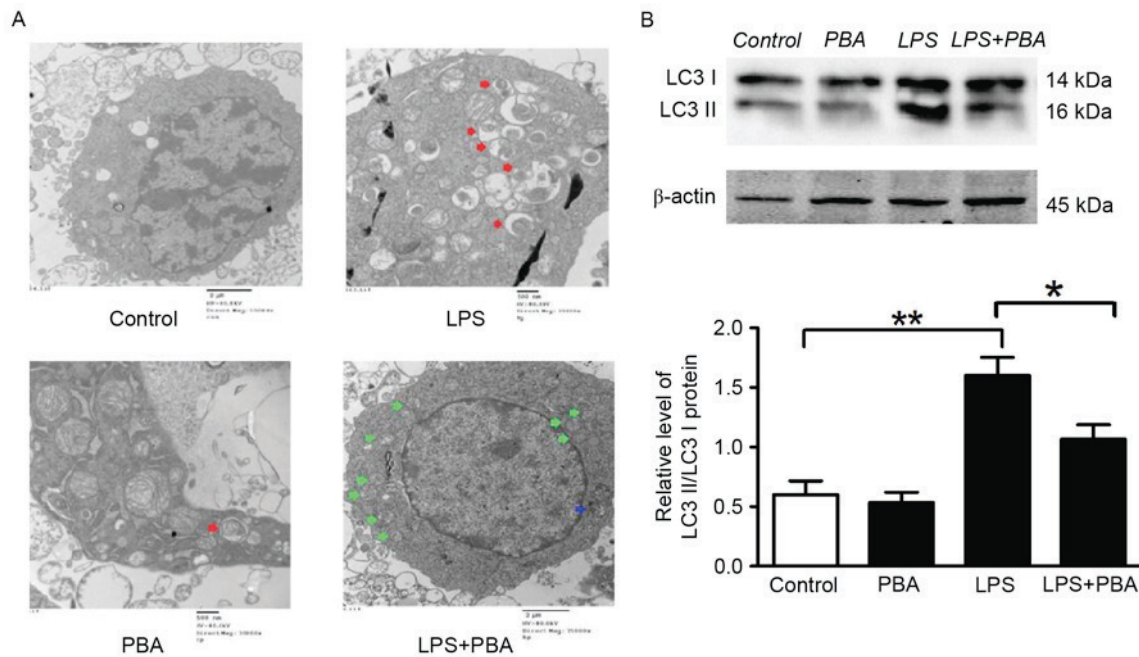 A
Control
LPS
500 nm
PBA
LPS+PBA
B
Control PBA LPS LPS+PBA
LC3 I 14 kDa
LC3 II 16 kDa
β-actin 45 kDa
** *
Relative level of
LC3 II/LC3 I protein
2.0
1.5
1.0
0.5
0.0
Control PBA LPS LPS+PBA